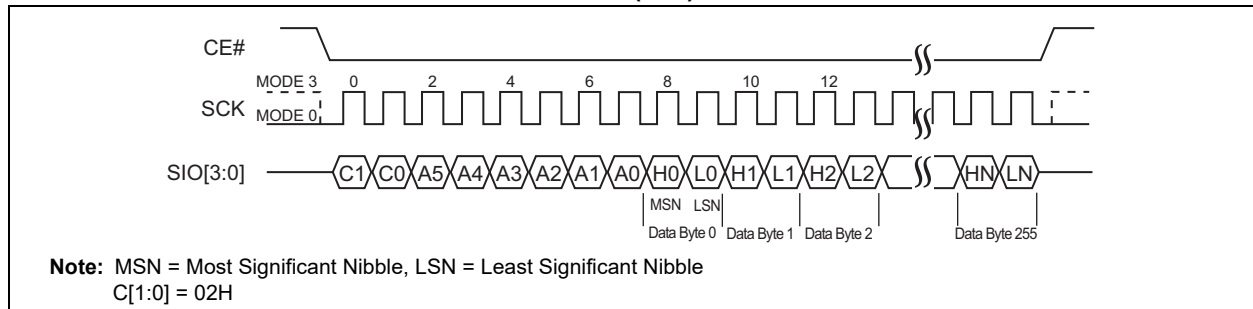 CE#
MODE 3 0 2 4 6 8 10 12
SCK MODE 0
SIO[3:0] C1 C0 A5 A4 A3 A2 A1 A0 H0 L0 H1 L1 H2 L2 HN LN
MSN LSN
Data Byte 0 Data Byte 1 Data Byte 2 Data Byte 255
Note: MSN = Most Significant Nibble, LSN = Least Significant Nibble
C[1:0] = 02H